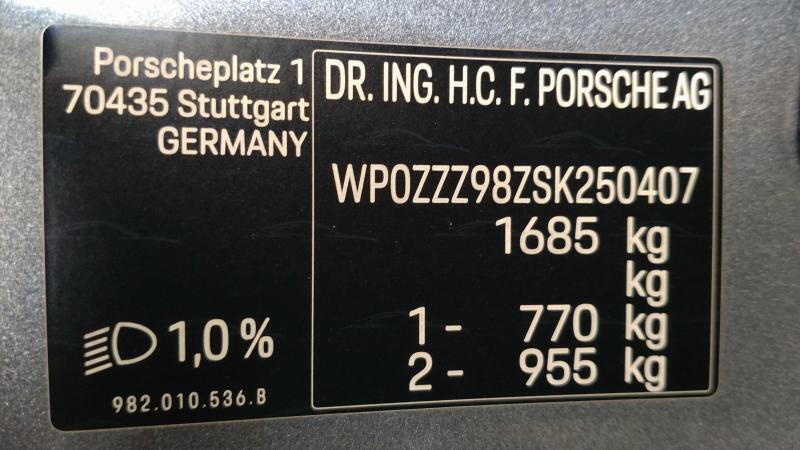 Porscheplatz 1
70435 Stuttgart
GERMANY
1,0 %
982.010.536.B
DR. ING. H.C. F. PORSCHE AG
WP0ZZZ98ZSK250407
1685 kg
kg
1 - 770 kg
2 - 955 kg